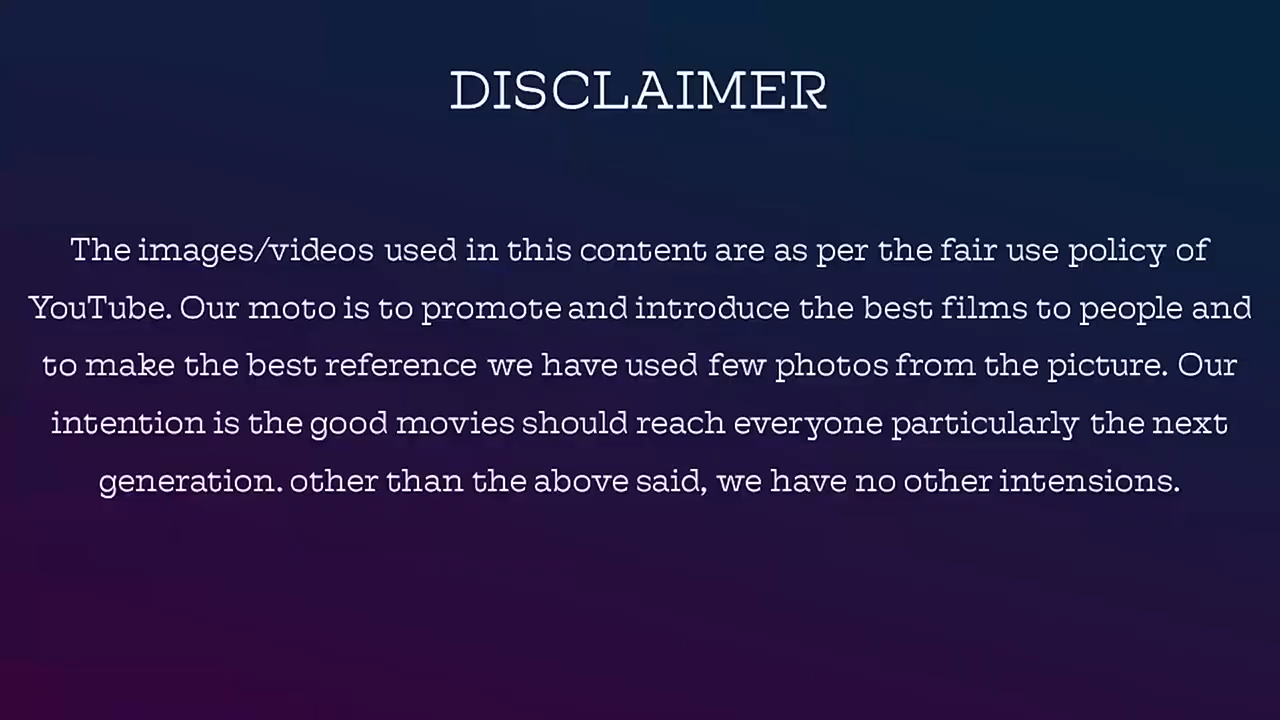 DISCLAIMER
The images/videos used in this content are as per the fair use policy of
YouTube. Our moto is to promote and introduce the best films to people and
to make the best reference we have used few photos from the picture. Our
intention is the good movies should reach everyone particularly the next
generation. other than the above said, we have no other intensions.